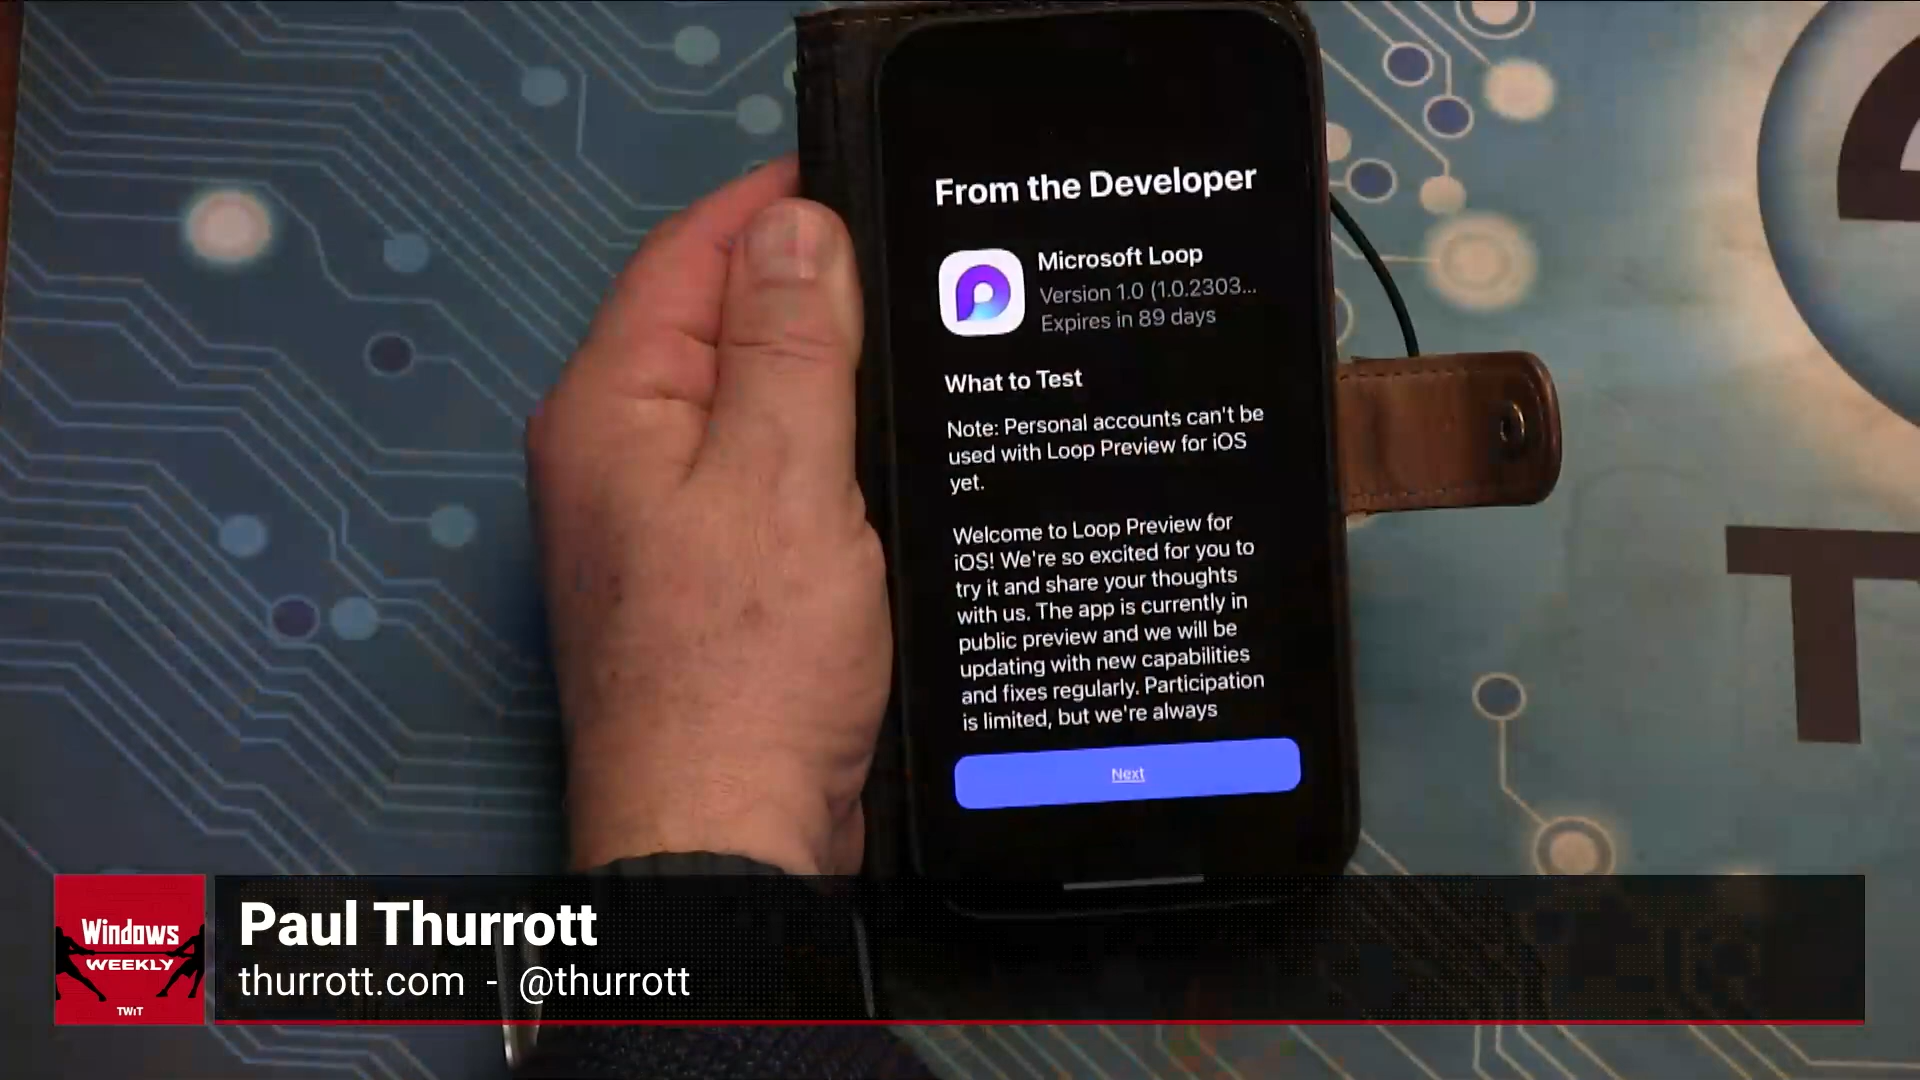 From the Developer
Microsoft Loop
Version 1.0 (1.0.2303...
Expires in 89 days
What to Test
Note: Personal accounts can't be
used with Loop Preview for iOS
yet.
Welcome to Loop Preview for
iOS! We're so excited for you to
try it and share your thoughts
with us. The app is currently in
public preview and we will be
updating with new capabilities
and fixes regularly. Participation
is limited, but we're always
Next
T
Windows
WEEKLY
TWiT
Paul Thurrott
thurrott.com - @thurrott